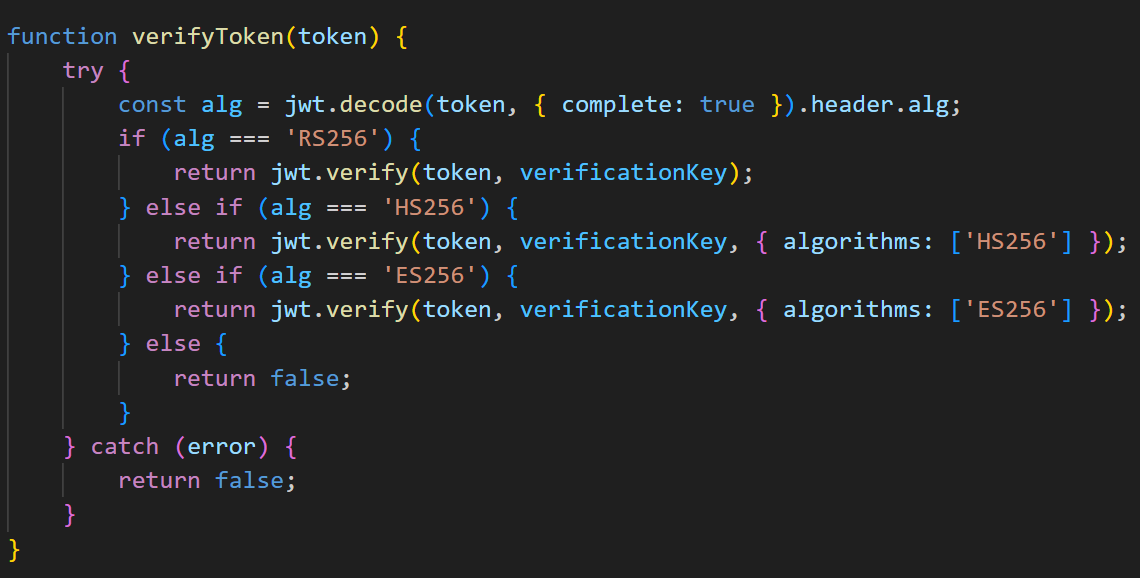 function verifyToken(token) {
    try {
        const alg = jwt.decode(token, { complete: true }).header.alg;
        if (alg === 'RS256') {
            return jwt.verify(token, verificationKey);
        } else if (alg === 'HS256') {
            return jwt.verify(token, verificationKey, { algorithms: ['HS256'] });
        } else if (alg === 'ES256') {
            return jwt.verify(token, verificationKey, { algorithms: ['ES256'] });
        } else {
            return false;
        }
    } catch (error) {
        return false;
    }
}